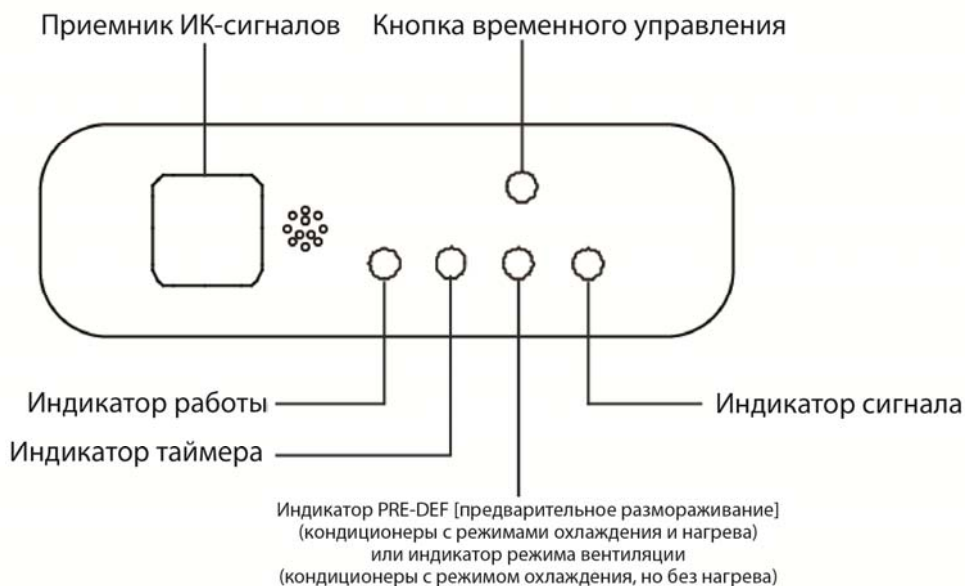 Приемник ИК-сигналов
Кнопка временного управления
Индикатор работы
Индикатор сигнала
Индикатор таймера
Индикатор PRE-DEF [предварительное размораживание]
(кондиционеры с режимами охлаждения и нагрева)
или индикатор режима вентиляции
(кондиционеры с режимом охлаждения, но без нагрева)